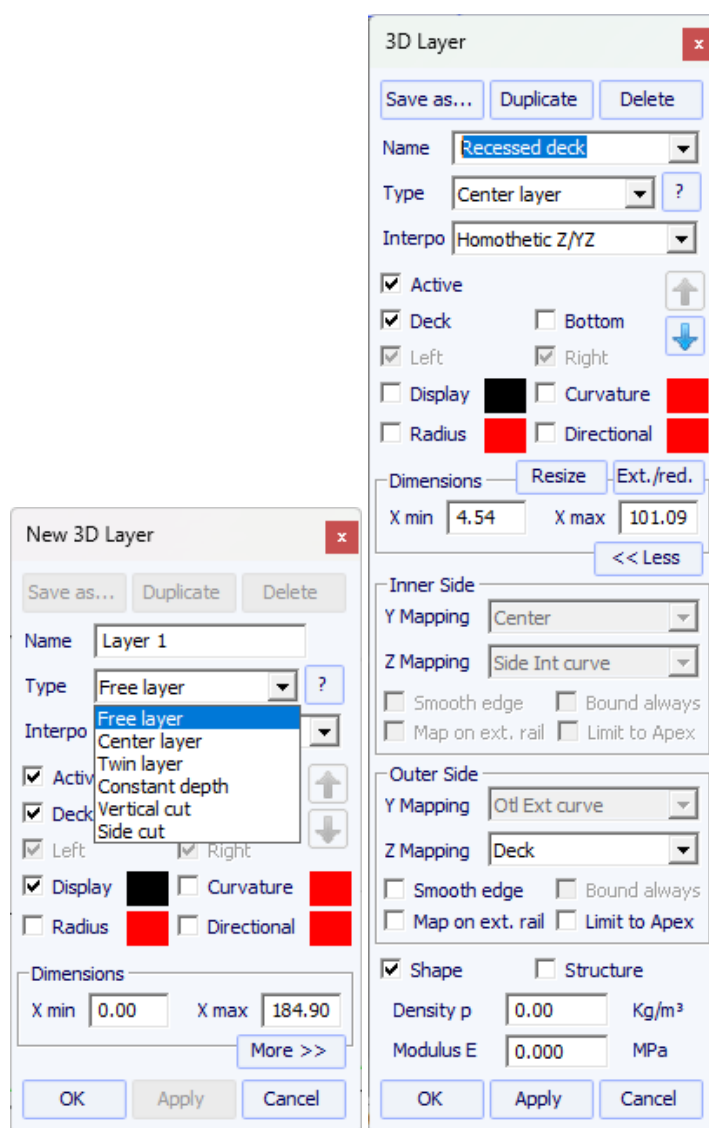 New 3D Layer
x
Save as... Duplicate Delete
Name Layer 1
Type Free layer ?
Free layer
Center layer
Twin layer
Constant depth
Vertical cut
Side cut
Interpo
Activ
Deck
Left Right
Display Curvature
Radius Directional
Dimensions
X min 0.00 X max 184.90
More >>
OK Apply Cancel
3D Layer
x
Save as... Duplicate Delete
Name Recessed deck
Type Center layer ?
Interpo Homothetic Z/YZ
Active
Deck Bottom
Left Right
Display Curvature
Radius Directional
Dimensions Resize Ext./red.
X min 4.54 X max 101.09
<< Less
Inner Side
Y Mapping Center
Z Mapping Side Int curve
Smooth edge Bound always
Map on ext. rail Limit to Apex
Outer Side
Y Mapping Otl Ext curve
Z Mapping Deck
Smooth edge Bound always
Map on ext. rail Limit to Apex
Shape Structure
Density p 0.00 Kg/m³
Modulus E 0.000 MPa
OK Apply Cancel